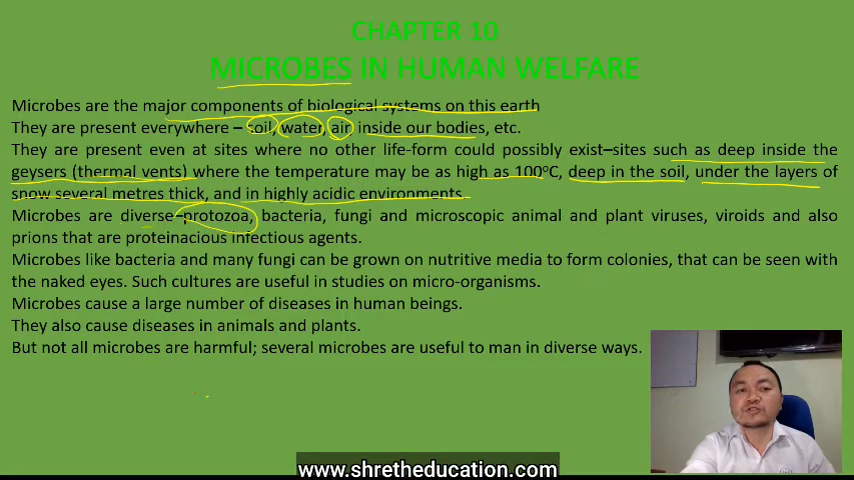 CHAPTER 10
MICROBES IN HUMAN WELFARE
Microbes are the major components of biological systems on this earth
They are present everywhere – soil, water, air, inside our bodies, etc.
They are present even at sites where no other life-form could possibly exist–sites such as deep inside the
geysers (thermal vents) where the temperature may be as high as 100⁰C, deep in the soil, under the layers of
snow several metres thick, and in highly acidic environments.
Microbes are diverse–protozoa, bacteria, fungi and microscopic animal and plant viruses, viroids and also
prions that are proteinacious infectious agents.
Microbes like bacteria and many fungi can be grown on nutritive media to form colonies, that can be seen with
the naked eyes. Such cultures are useful in studies on micro-organisms.
Microbes cause a large number of diseases in human beings.
They also cause diseases in animals and plants.
But not all microbes are harmful; several microbes are useful to man in diverse ways.
www.shretheducation.com